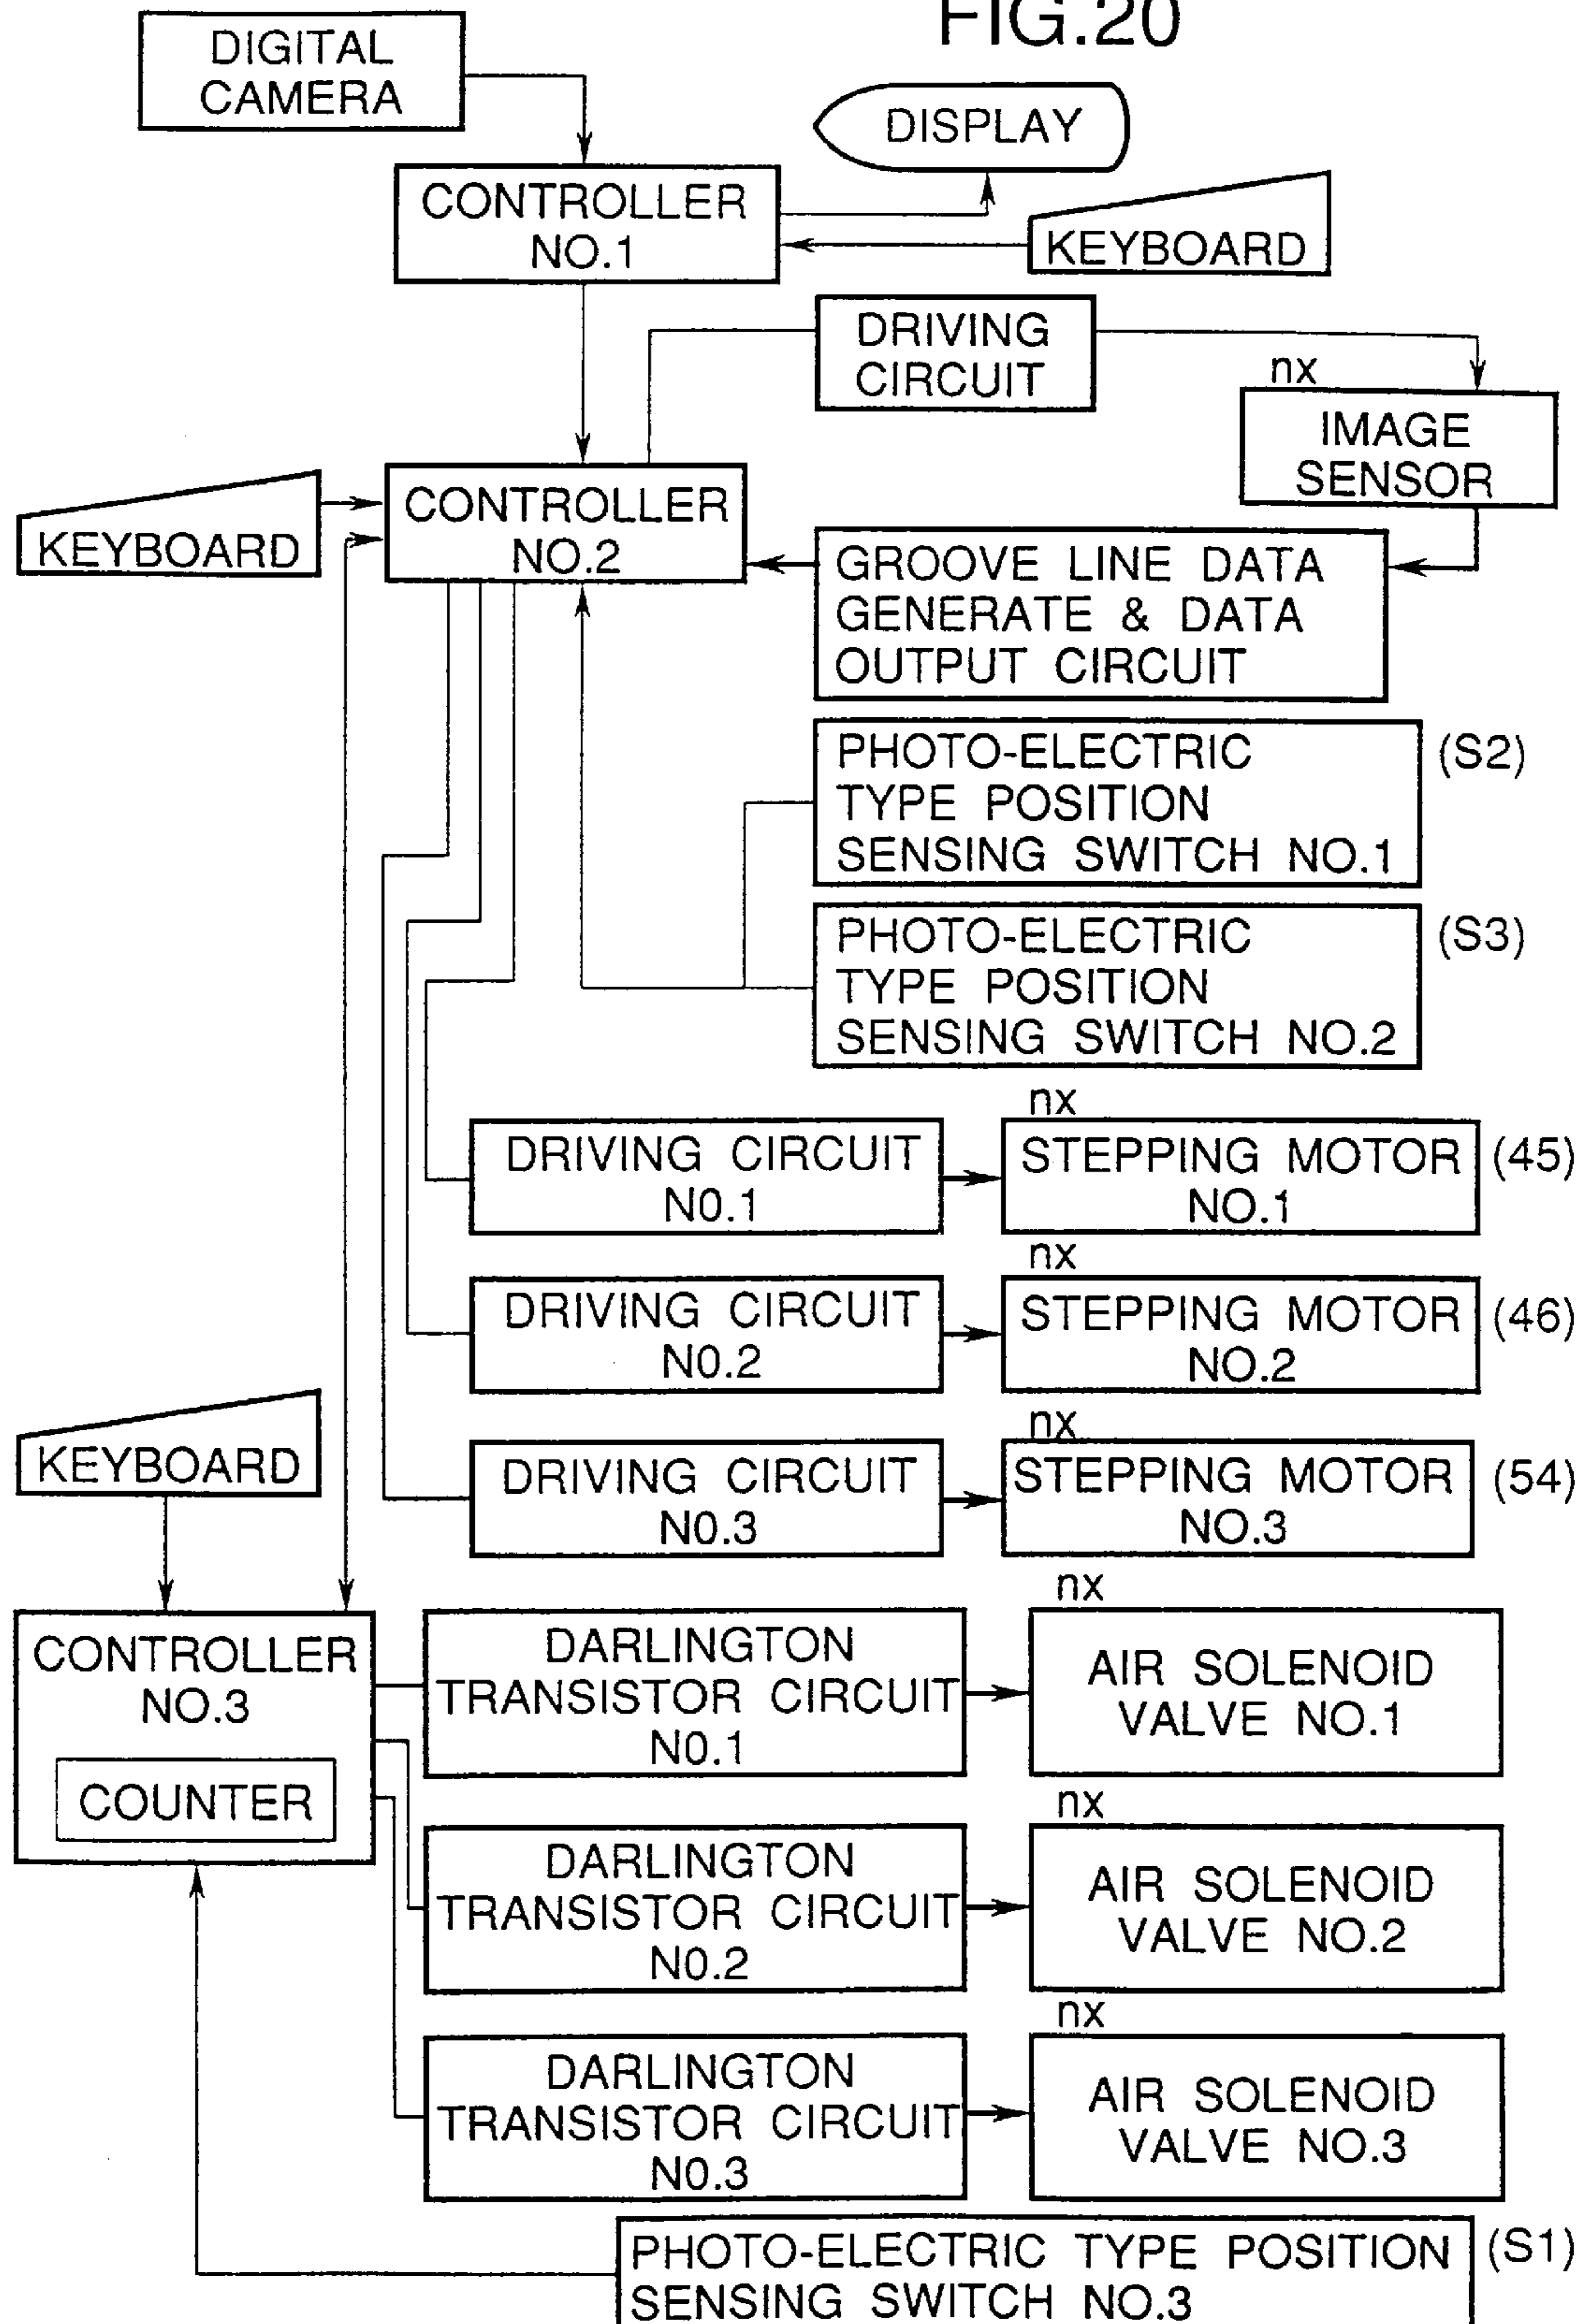 FIG.20
DIGITAL
CAMERA
DISPLAY
CONTROLLER
NO.1
KEYBOARD
DRIVING
CIRCUIT
nx
IMAGE
SENSOR
KEYBOARD
CONTROLLER
NO.2
GROOVE LINE DATA
GENERATE & DATA
OUTPUT CIRCUIT
PHOTO-ELECTRIC
TYPE POSITION
SENSING SWITCH NO.1
(S2)
PHOTO-ELECTRIC
TYPE POSITION
SENSING SWITCH NO.2
(S3)
DRIVING CIRCUIT
N0.1
nx
STEPPING MOTOR
NO.1
(45)
DRIVING CIRCUIT
N0.2
nx
STEPPING MOTOR
NO.2
(46)
KEYBOARD
DRIVING CIRCUIT
N0.3
nx
STEPPING MOTOR
NO.3
(54)
CONTROLLER
NO.3
COUNTER
DARLINGTON
TRANSISTOR CIRCUIT
N0.1
nx
AIR SOLENOID
VALVE NO.1
DARLINGTON
TRANSISTOR CIRCUIT
N0.2
nx
AIR SOLENOID
VALVE NO.2
DARLINGTON
TRANSISTOR CIRCUIT
N0.3
nx
AIR SOLENOID
VALVE NO.3
PHOTO-ELECTRIC TYPE POSITION
SENSING SWITCH NO.3
(S1)